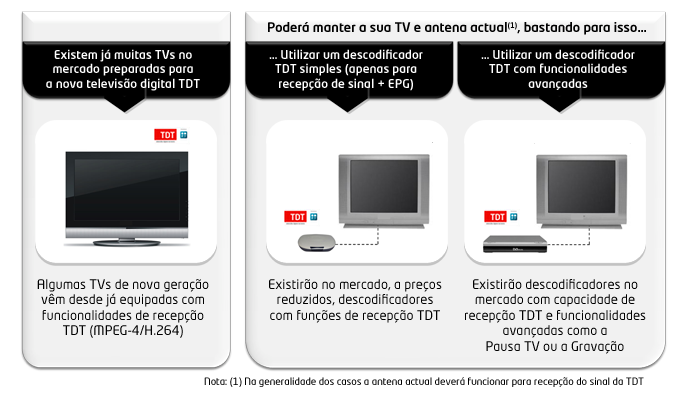 Existem já muitas TVs no
mercado preparadas para
a nova televisão digital TDT
TDT
Algumas TVs de nova geração
vêm desde já equipadas com
funcionalidades de recepção
TDT (MPEG-4/H.264)
Poderá manter a sua TV e antena actual(1), bastando para isso...
... Utilizar um descodificador
TDT simples (apenas para
recepção de sinal + EPG)
TDT
Existirão no mercado, a preços
reduzidos, descodificadores
com funções de recepção TDT
... Utilizar um descodificador
TDT com funcionalidades
avançadas
TDT
Existirão descodificadores no
mercado com capacidade de
recepção TDT e funcionalidades
avançadas como a
Pausa TV ou a Gravação
Nota: (1) Na generalidade dos casos a antena actual deverá funcionar para recepção do sinal da TDT